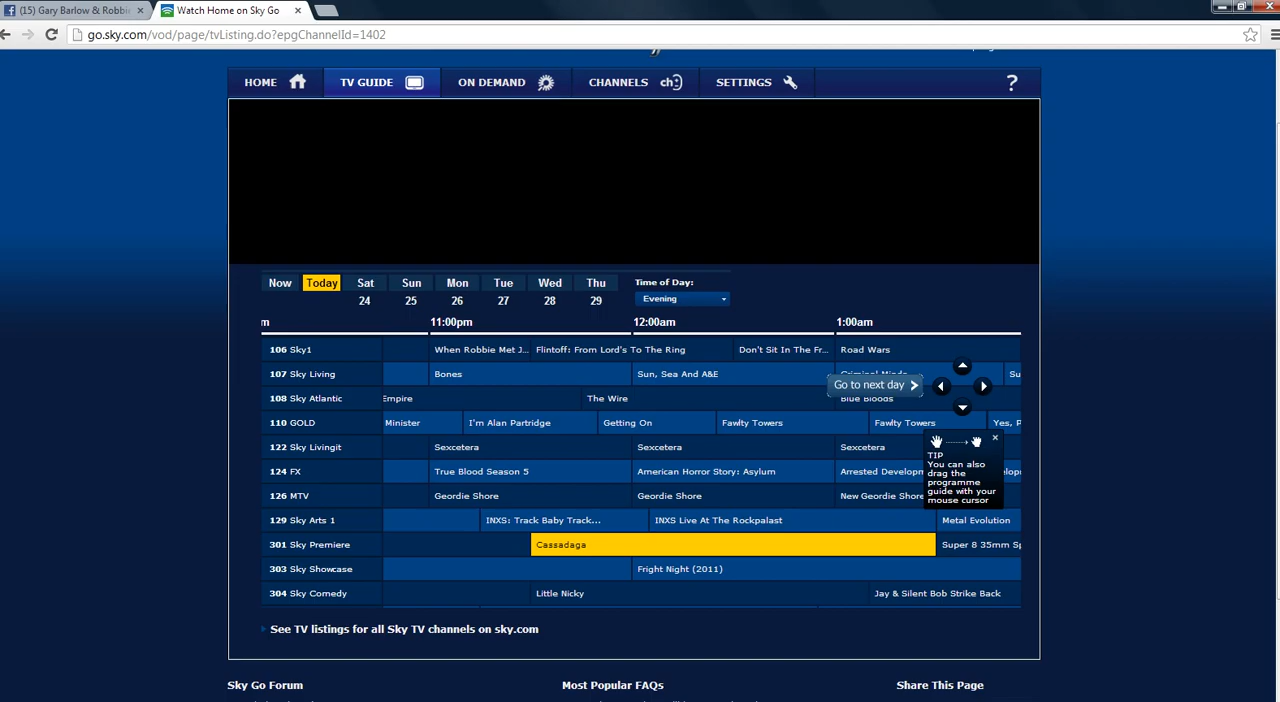 (15) Gary Barlow & Robbie
Watch Home on Sky Go
go.sky.com/vod/page/tvListing.do?epgChannelId=1402
HOME TV GUIDE ON DEMAND CHANNELS ch SETTINGS ?
Now Today Sat Sun Mon Tue Wed Thu Time of Day:
24 25 26 27 28 29 Evening
m 11:00pm 12:00am 1:00am
106 Sky1 When Robbie Met J... Flintoff: From Lord's To The Ring Don't Sit In The Fr... Road Wars
107 Sky Living Bones Sun, Sea And A&E Criminal Minds Su
Go to next day
108 Sky Atlantic Empire The Wire Blue Bloods
110 GOLD Minister I'm Alan Partridge Getting On Fawlty Towers Fawlty Towers Yes, P
122 Sky Livingit Sexcetera Sexcetera Sexcetera
124 FX True Blood Season 5 American Horror Story: Asylum Arrested Developm elopm
126 MTV Geordie Shore Geordie Shore New Geordie Shore
129 Sky Arts 1 INXS: Track Baby Track... INXS Live At The Rockpalast Metal Evolution
301 Sky Premiere Cassadaga Super 8 35mm Sp
303 Sky Showcase Fright Night (2011)
304 Sky Comedy Little Nicky Jay & Silent Bob Strike Back
TIP
You can also
drag the
programme
guide with your
mouse cursor
See TV listings for all Sky TV channels on sky.com
Sky Go Forum Most Popular FAQs Share This Page